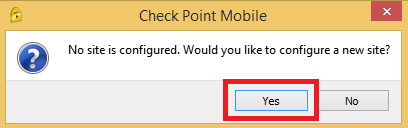 Check Point Mobile
No site is configured. Would you like to configure a new site?
Yes
No